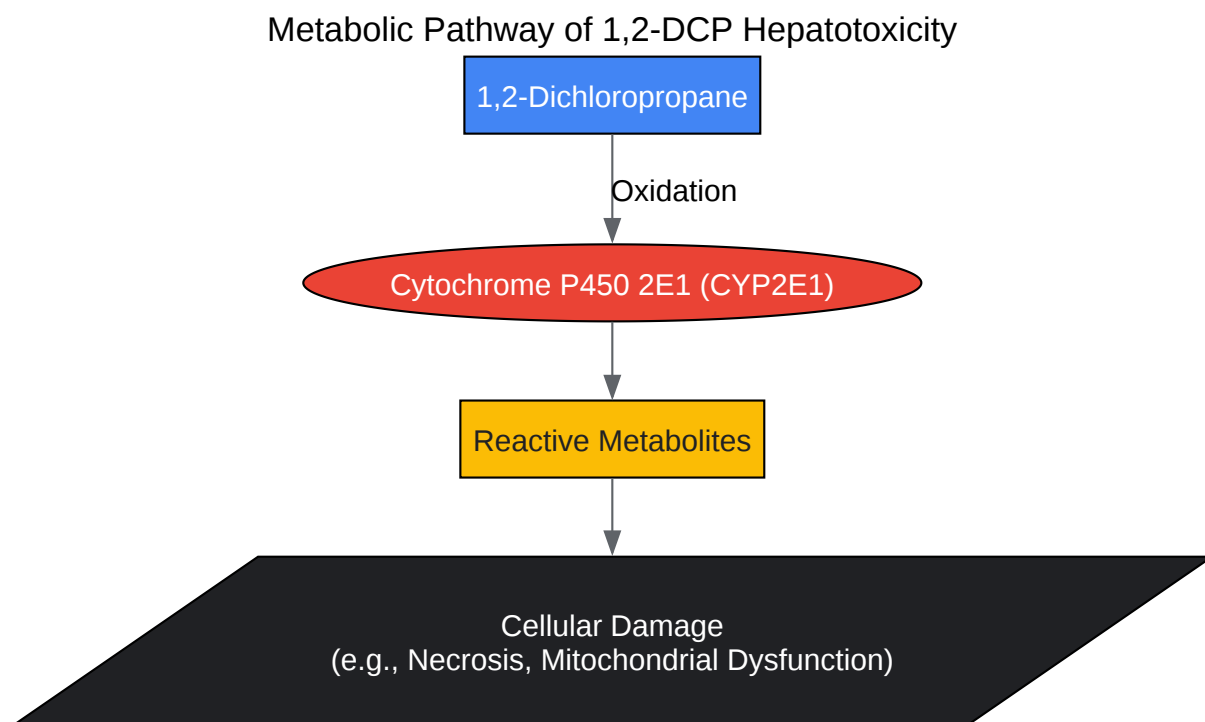 Metabolic Pathway of 1,2-DCP Hepatotoxicity
1,2-Dichloropropane
Oxidation
Cytochrome P450 2E1 (CYP2E1)
Reactive Metabolites
Cellular Damage
(e.g., Necrosis, Mitochondrial Dysfunction)